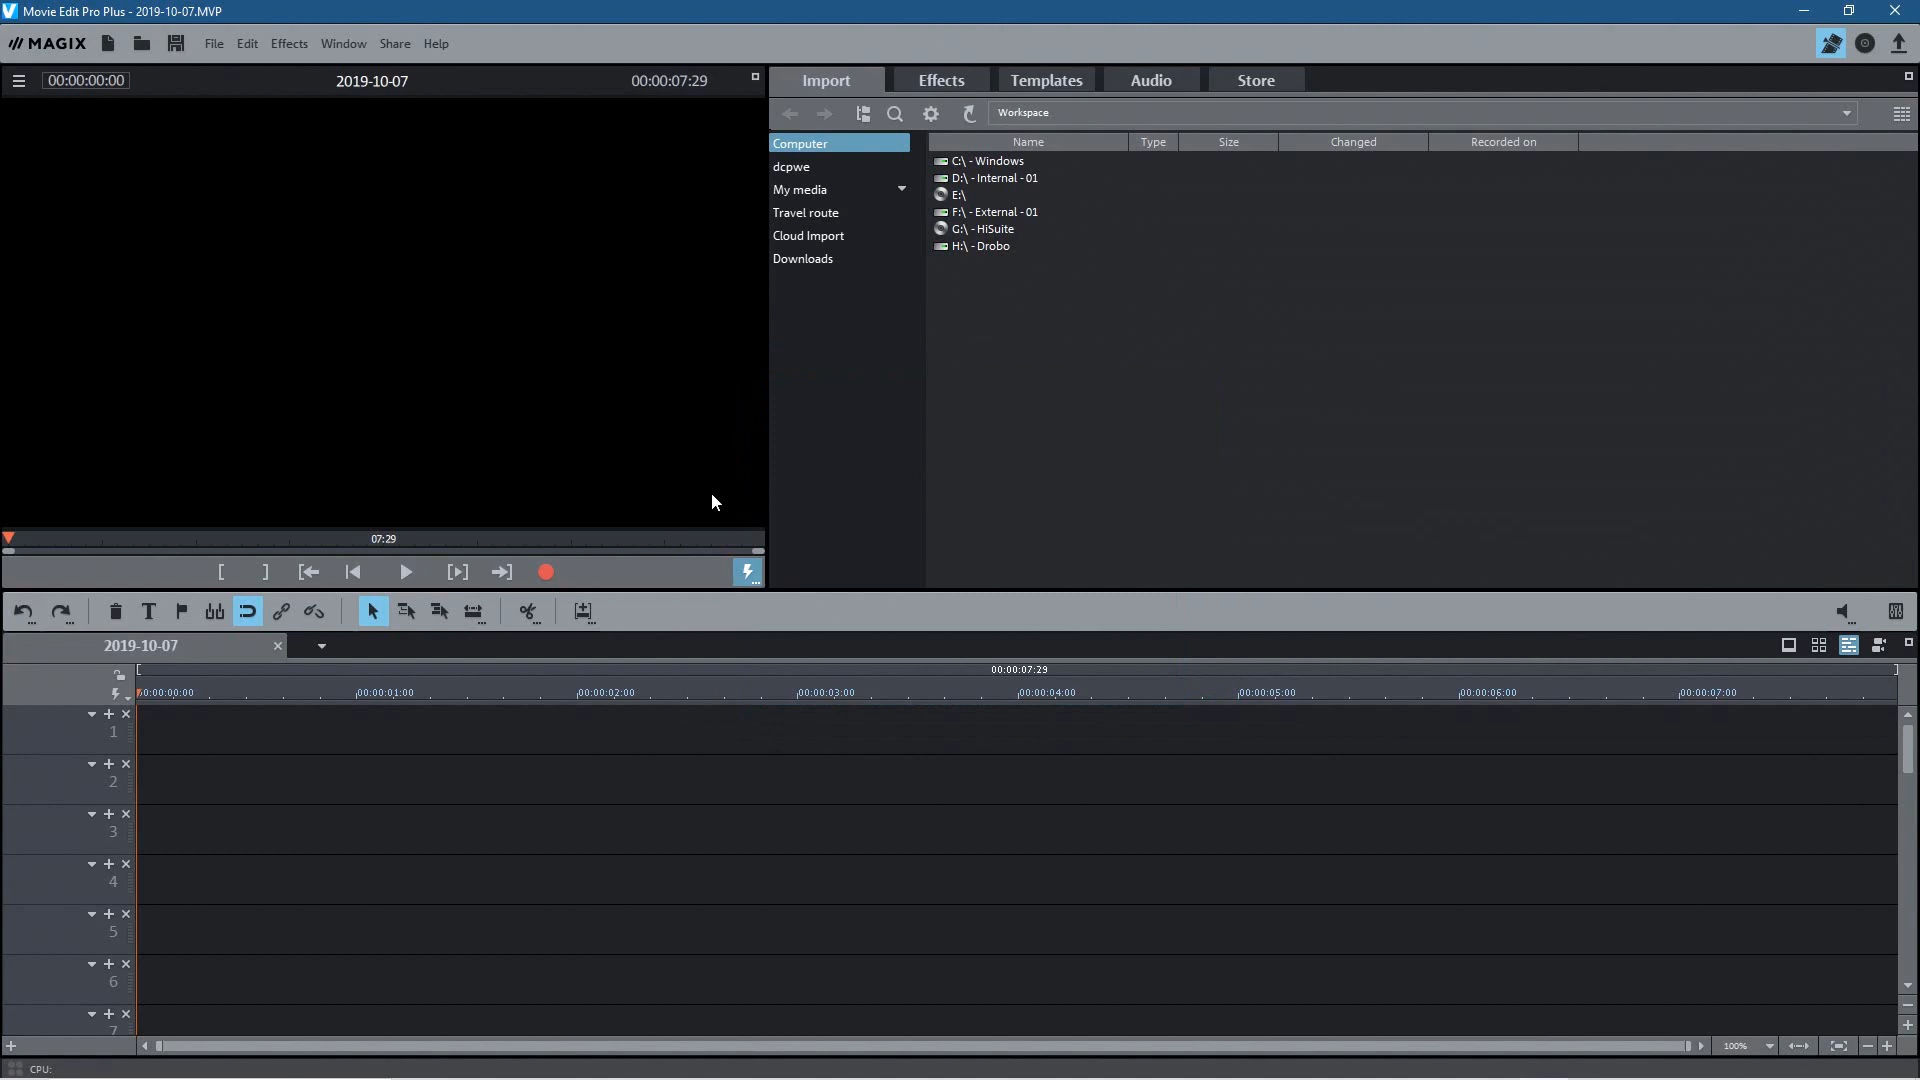 Movie Edit Pro Plus - 2019-10-07.MVP
MAGIX File Edit Effects Window Share Help
00:00:00:00 2019-10-07 00:00:07:29
Import Effects Templates Audio Store
Workspace
Computer
dcpwe
My media
Travel route
Cloud Import
Downloads
Name Type Size Changed Recorded on
C:\ - Windows
D:\ - Internal - 01
E:\
F:\ - External - 01
G:\ - HiSuite
H:\ - Drobo
07:29
2019-10-07
00:00:07:29
00:00:00:00 00:00:01:00 00:00:02:00 00:00:03:00 00:00:04:00 00:00:05:00 00:00:06:00 00:00:07:00
1
2
3
4
5
6
7
100%
CPU: